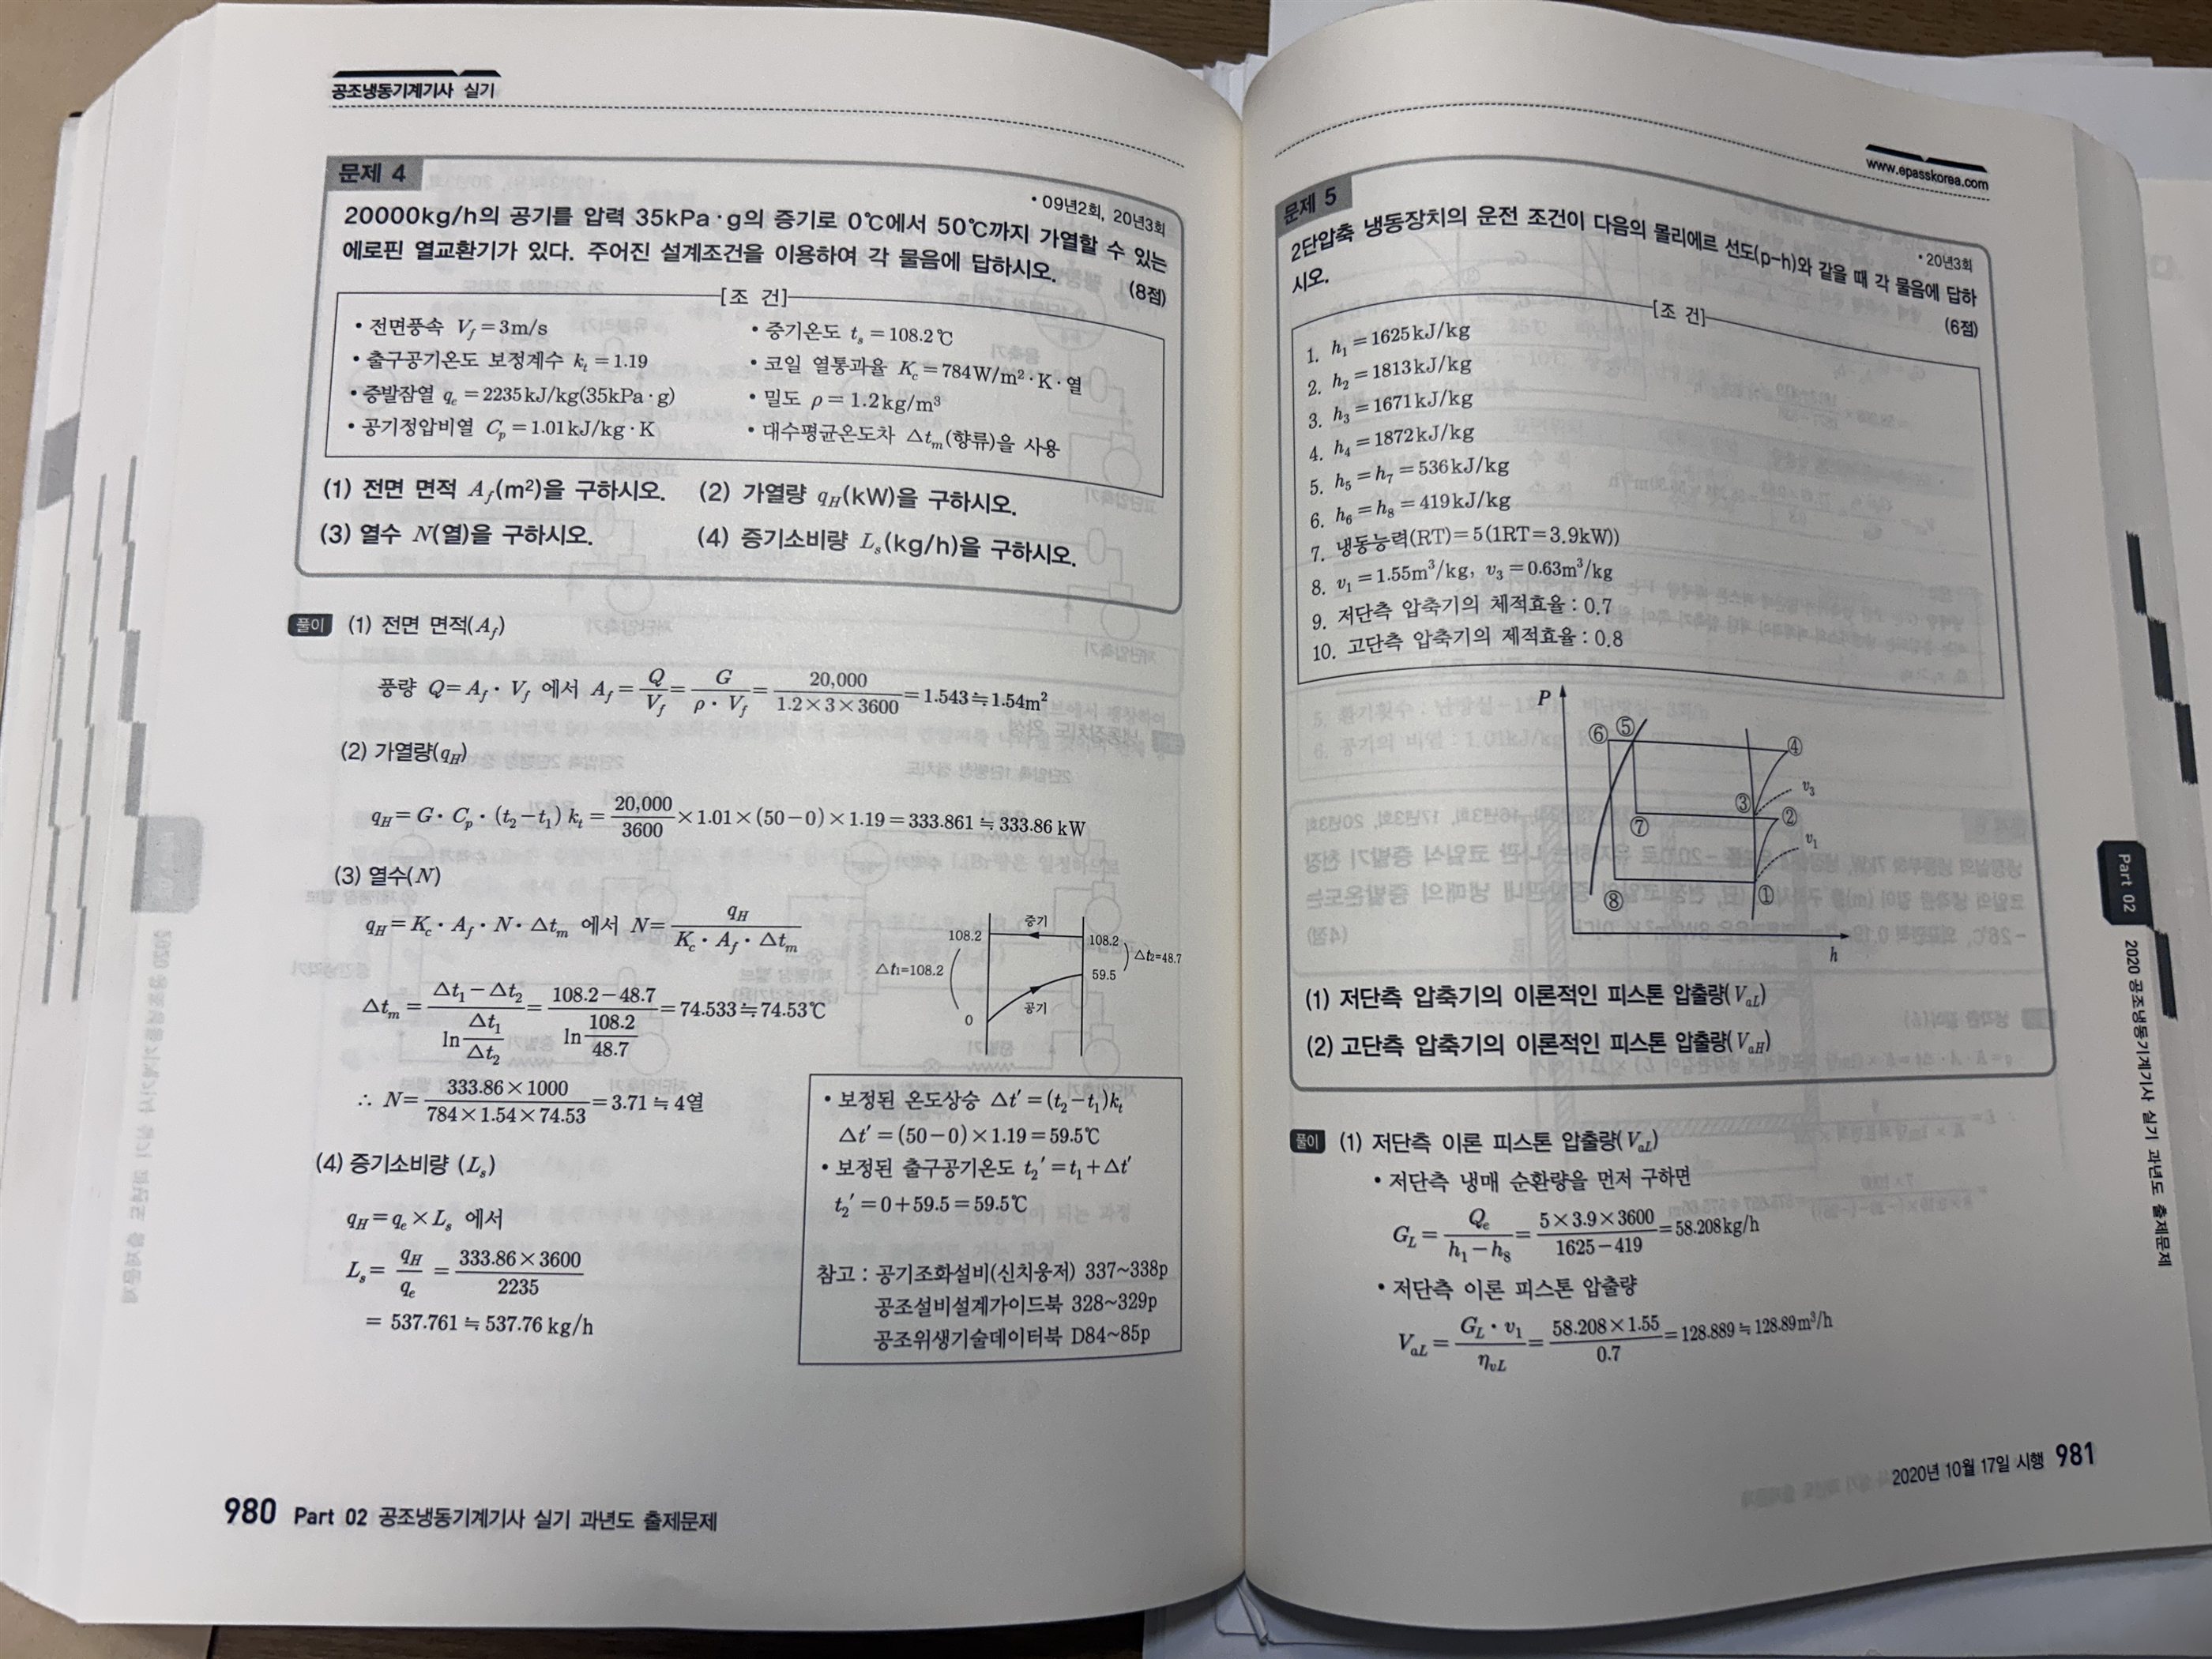 공조냉동기계기사 실기
문제 4
• 09년2회, 20년3회
20000kg/h의 공기를 압력 35kPa·g의 증기로 0℃에서 50℃까지 가열할 수 있는
에로핀 열교환기가 있다. 주어진 설계조건을 이용하여 각 물음에 답하시오.
(8점)
[조 건]
• 전면풍속 V_f = 3m/s
• 증기온도 t_s = 108.2℃
• 출구공기온도 보정계수 k_t = 1.19
• 코일 열통과율 K_c = 784W/m²·K·열
• 증발잠열 q_e = 2235kJ/kg(35kPa·g)
• 밀도 ρ = 1.2kg/m³
• 공기정압비열 C_p = 1.01kJ/kg·K
• 대수평균온도차 Δt_m(향류)을 사용
(1) 전면 면적 A_f(m²)을 구하시오.
(2) 가열량 q_H(kW)을 구하시오.
(3) 열수 N(열)을 구하시오.
(4) 증기소비량 L_s(kg/h)을 구하시오.
풀이 (1) 전면 면적(A_f)
풍량 Q = A_f · V_f 에서 A_f = Q/V_f = G/(ρ · V_f) = 20,000/(1.2×3×3600) = 1.543 ≒ 1.54m²
(2) 가열량(q_H)
q_H = G · C_p · (t_2 − t_1) k_t = 20,000/3600 × 1.01 × (50 − 0) × 1.19 = 333.861 ≒ 333.86 kW
(3) 열수(N)
q_H = K_c · A_f · N · Δt_m 에서 N = q_H/(K_c · A_f · Δt_m)
Δt_m = (Δt_1 − Δt_2)/(ln Δt_1/Δt_2) = (108.2 − 48.7)/(ln 108.2/48.7) = 74.533 ≒ 74.53℃
∴ N = (333.86 × 1000)/(784 × 1.54 × 74.53) = 3.71 ≒ 4열
증기
108.2
108.2
Δt1=108.2
Δt2=48.7
59.5
공기
0
(4) 증기소비량 (L_s)
q_H = q_e × L_s 에서
L_s = q_H/q_e = (333.86 × 3600)/2235
= 537.761 ≒ 537.76 kg/h
• 보정된 온도상승 Δt′ = (t_2 − t_1)k_t
Δt′ = (50 − 0) × 1.19 = 59.5℃
• 보정된 출구공기온도 t_2′ = t_1 + Δt′
t_2′ = 0 + 59.5 = 59.5℃
참고 : 공기조화설비(신치웅저) 337~338p
공조설비설계가이드북 328~329p
공조위생기술데이터북 D84~85p
980 Part 02 공조냉동기계기사 실기 과년도 출제문제
www.epasskorea.com
문제 5
• 20년3회
2단압축 냉동장치의 운전 조건이 다음의 몰리에르 선도(p-h)와 같을 때 각 물음에 답하
시오.
(6점)
[조 건]
1. h_1 = 1625kJ/kg
2. h_2 = 1813kJ/kg
3. h_3 = 1671kJ/kg
4. h_4 = 1872kJ/kg
5. h_5 = h_7 = 536kJ/kg
6. h_6 = h_8 = 419kJ/kg
7. 냉동능력(RT) = 5(1RT = 3.9kW))
8. v_1 = 1.55m³/kg, v_3 = 0.63m³/kg
9. 저단측 압축기의 체적효율 : 0.7
10. 고단측 압축기의 체적효율 : 0.8
P
⑥ ⑤
④
v_3
③ ②
⑦
v_1
⑧
①
h
(1) 저단측 압축기의 이론적인 피스톤 압출량(V_aL)
(2) 고단측 압축기의 이론적인 피스톤 압출량(V_aH)
풀이 (1) 저단측 이론 피스톤 압출량(V_aL)
• 저단측 냉매 순환량을 먼저 구하면
G_L = Q_e/(h_1 − h_8) = (5 × 3.9 × 3600)/(1625 − 419) = 58.208kg/h
• 저단측 이론 피스톤 압출량
V_aL = (G_L · v_1)/η_vL = (58.208 × 1.55)/0.7 = 128.889 ≒ 128.89m³/h
Part 02
2020 공조냉동기계기사 실기 과년도 출제문제
2020년 10월 17일 시행 981